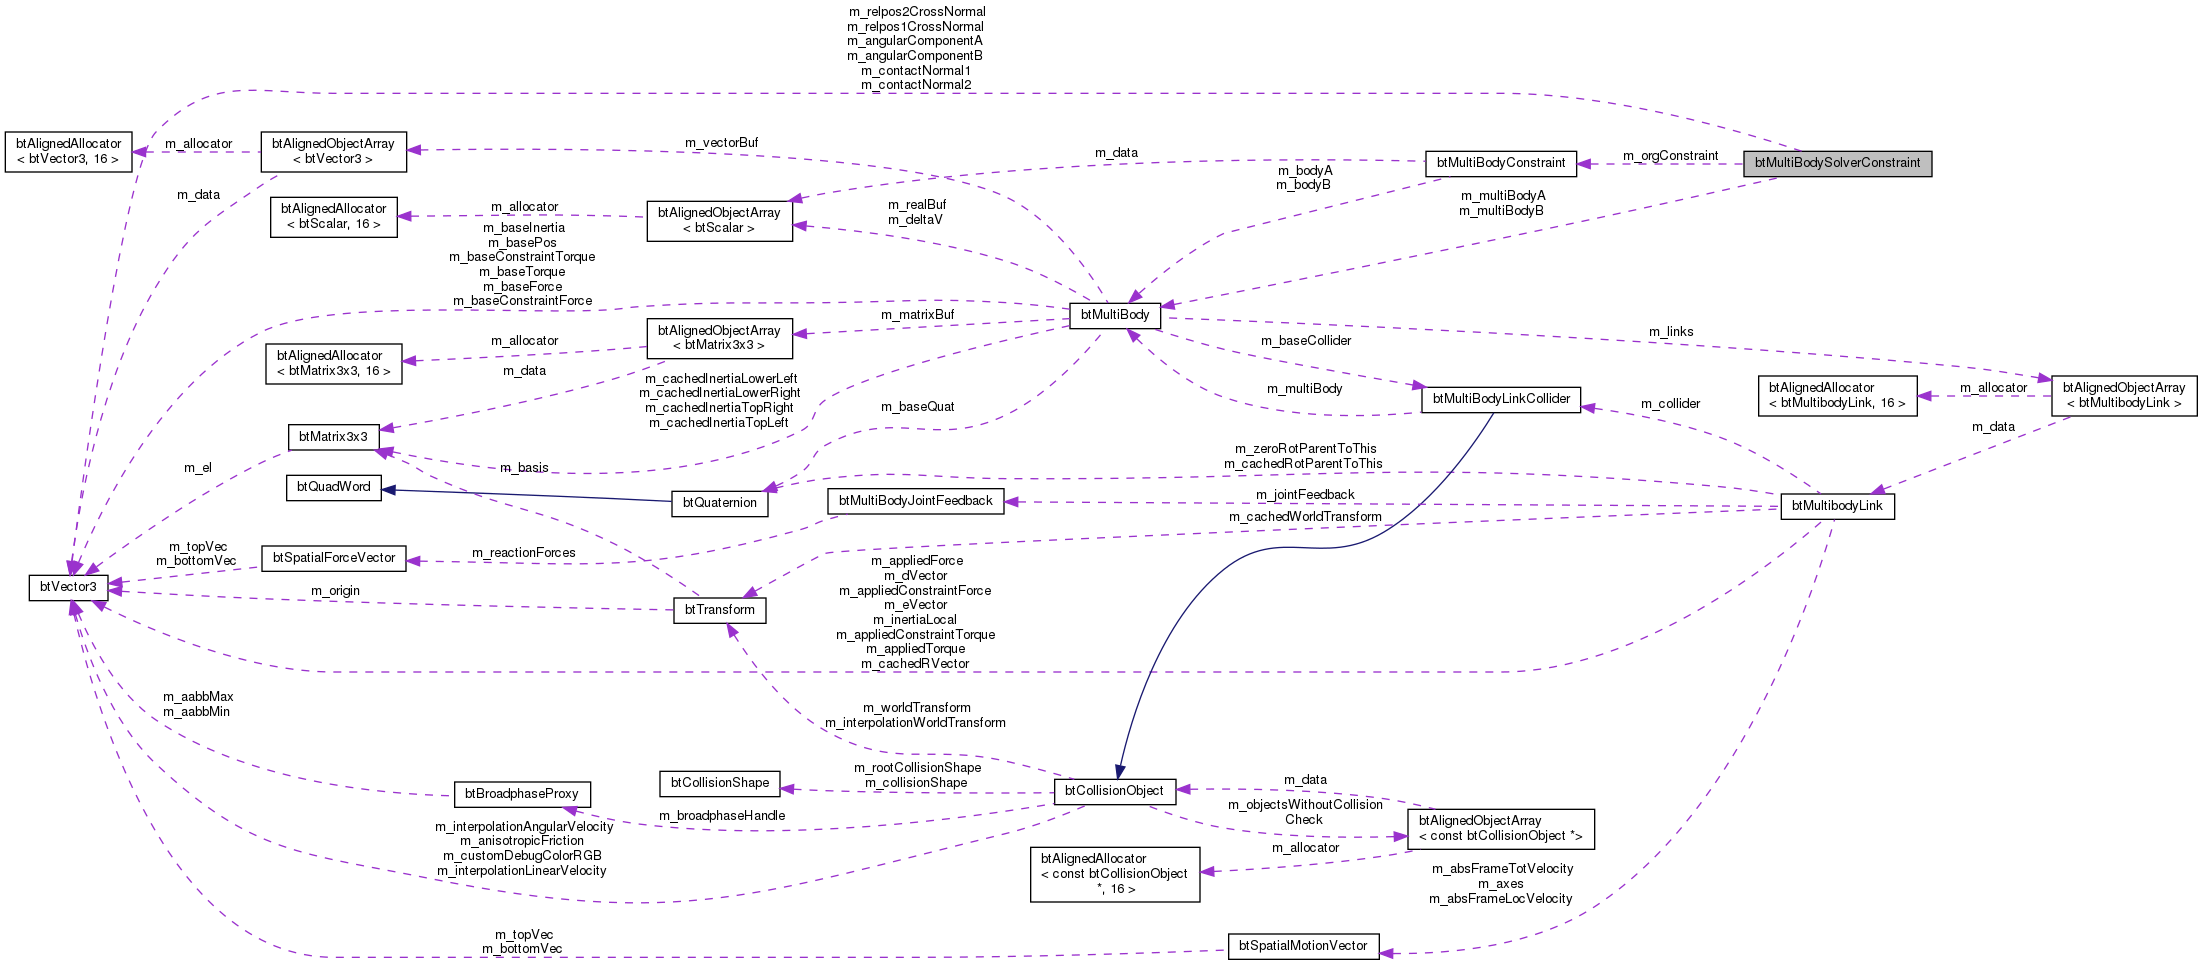 m_relpos2CrossNormal
m_relpos1CrossNormal
m_angularComponentA
m_angularComponentB
m_contactNormal1
m_contactNormal2
btAlignedAllocator
< btVector3, 16 >
m_allocator
btAlignedObjectArray
< btVector3 >
m_vectorBuf
m_data
btMultiBodyConstraint
m_orgConstraint
btMultiBodySolverConstraint
m_data
btAlignedAllocator
< btScalar, 16 >
m_allocator
btAlignedObjectArray
< btScalar >
m_realBuf
m_deltaV
m_bodyA
m_bodyB
m_multiBodyA
m_multiBodyB
m_baseInertia
m_basePos
m_baseConstraintTorque
m_baseTorque
m_baseForce
m_baseConstraintForce
btMultiBody
btAlignedAllocator
< btMatrix3x3, 16 >
m_allocator
btAlignedObjectArray
< btMatrix3x3 >
m_matrixBuf
m_data
m_baseCollider
m_links
m_cachedInertiaLowerLeft
m_cachedInertiaLowerRight
m_cachedInertiaTopRight
m_cachedInertiaTopLeft
m_baseQuat
m_multiBody
btMultiBodyLinkCollider
m_collider
btAlignedAllocator
< btMultibodyLink, 16 >
m_allocator
btAlignedObjectArray
< btMultibodyLink >
m_data
btMatrix3x3
m_el
m_basis
btQuadWord
btQuaternion
m_zeroRotParentToThis
m_cachedRotParentToThis
btMultiBodyJointFeedback
m_jointFeedback
m_cachedWorldTransform
btMultibodyLink
m_topVec
m_bottomVec
btSpatialForceVector
m_reactionForces
btVector3
m_origin
btTransform
m_appliedForce
m_dVector
m_appliedConstraintForce
m_eVector
m_inertiaLocal
m_appliedConstraintTorque
m_appliedTorque
m_cachedRVector
m_aabbMax
m_aabbMin
m_worldTransform
m_interpolationWorldTransform
btBroadphaseProxy
btCollisionShape
m_rootCollisionShape
m_collisionShape
btCollisionObject
m_data
m_broadphaseHandle
m_objectsWithoutCollision
Check
btAlignedObjectArray
< const btCollisionObject *>
m_interpolationAngularVelocity
m_anisotropicFriction
m_customDebugColorRGB
m_interpolationLinearVelocity
m_allocator
btAlignedAllocator
< const btCollisionObject
*, 16 >
m_absFrameTotVelocity
m_axes
m_absFrameLocVelocity
m_topVec
m_bottomVec
btSpatialMotionVector